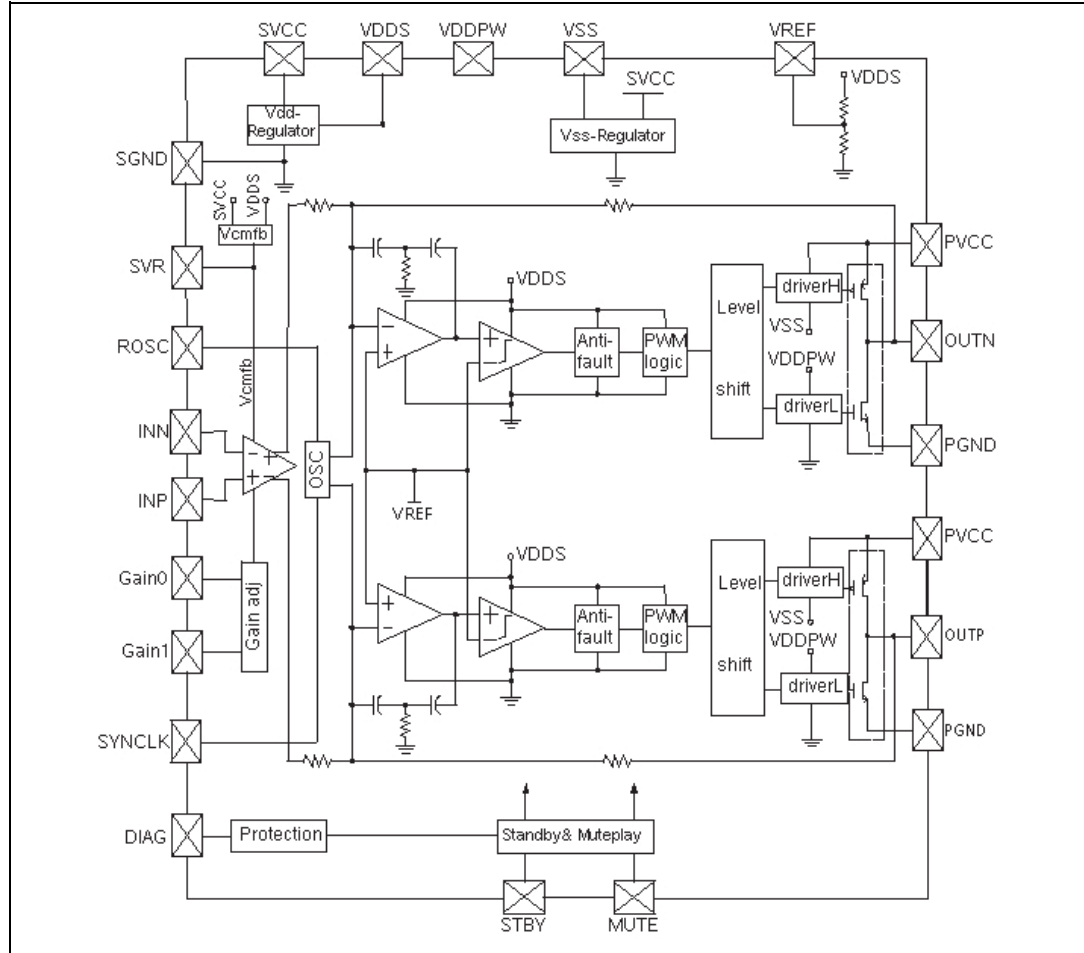 SVCC
VDDS
VDDPW
VSS
VREF
SVCC
VDDS
Vdd-
Regulator
Vss-Regulator
SGND
SVCC
VDDS
Vcmfb
SVR
PVCC
VDDS
Level
shift
driverH
VSS
VDDPW
driverL
Anti-
fault
PWM
logic
ROSC
OUTN
Vcmfb
INN
PGND
OSC
INP
VREF
PVCC
VDDS
Gain0
Gain adj
Level
shift
driverH
VSS
VDDPW
driverL
Anti-
fault
PWM
logic
Gain1
OUTP
SYNCLK
PGND
DIAG
Protection
Standby& Muteplay
STBY
MUTE